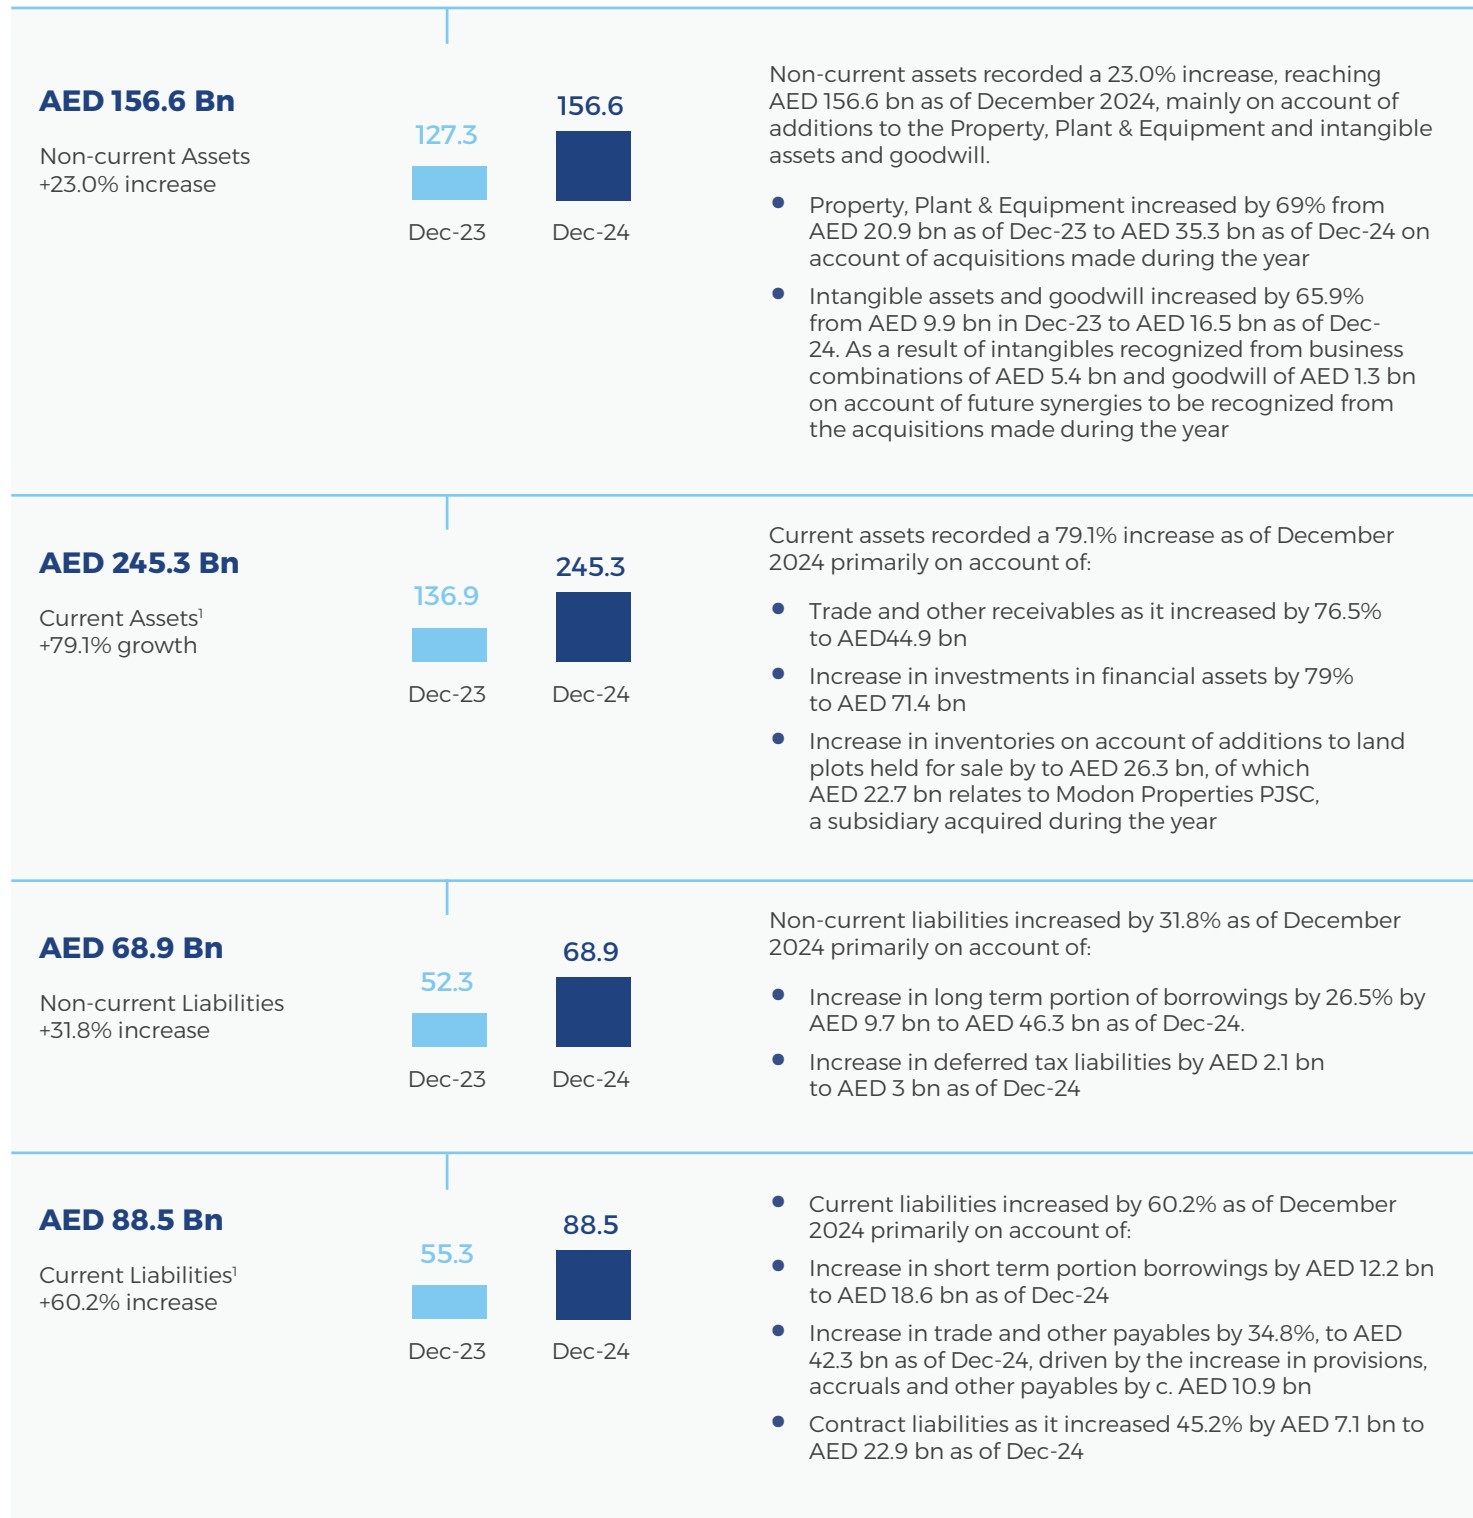 AED 156.6 Bn
Non-current Assets
+23.0% increase
127.3
156.6
Dec-23
Dec-24
Non-current assets recorded a 23.0% increase, reaching
AED 156.6 bn as of December 2024, mainly on account of
additions to the Property, Plant & Equipment and intangible
assets and goodwill.
• Property, Plant & Equipment increased by 69% from
AED 20.9 bn as of Dec-23 to AED 35.3 bn as of Dec-24 on
account of acquisitions made during the year
• Intangible assets and goodwill increased by 65.9%
from AED 9.9 bn in Dec-23 to AED 16.5 bn as of Dec-
24. As a result of intangibles recognized from business
combinations of AED 5.4 bn and goodwill of AED 1.3 bn
on account of future synergies to be recognized from
the acquisitions made during the year
AED 245.3 Bn
Current Assets¹
+79.1% growth
136.9
245.3
Dec-23
Dec-24
Current assets recorded a 79.1% increase as of December
2024 primarily on account of:
• Trade and other receivables as it increased by 76.5%
to AED44.9 bn
• Increase in investments in financial assets by 79%
to AED 71.4 bn
• Increase in inventories on account of additions to land
plots held for sale by to AED 26.3 bn, of which
AED 22.7 bn relates to Modon Properties PJSC,
a subsidiary acquired during the year
AED 68.9 Bn
Non-current Liabilities
+31.8% increase
52.3
68.9
Dec-23
Dec-24
Non-current liabilities increased by 31.8% as of December
2024 primarily on account of:
• Increase in long term portion of borrowings by 26.5% by
AED 9.7 bn to AED 46.3 bn as of Dec-24.
• Increase in deferred tax liabilities by AED 2.1 bn
to AED 3 bn as of Dec-24
AED 88.5 Bn
Current Liabilities¹
+60.2% increase
55.3
88.5
Dec-23
Dec-24
• Current liabilities increased by 60.2% as of December
2024 primarily on account of:
• Increase in short term portion borrowings by AED 12.2 bn
to AED 18.6 bn as of Dec-24
• Increase in trade and other payables by 34.8%, to AED
42.3 bn as of Dec-24, driven by the increase in provisions,
accruals and other payables by c. AED 10.9 bn
• Contract liabilities as it increased 45.2% by AED 7.1 bn to
AED 22.9 bn as of Dec-24